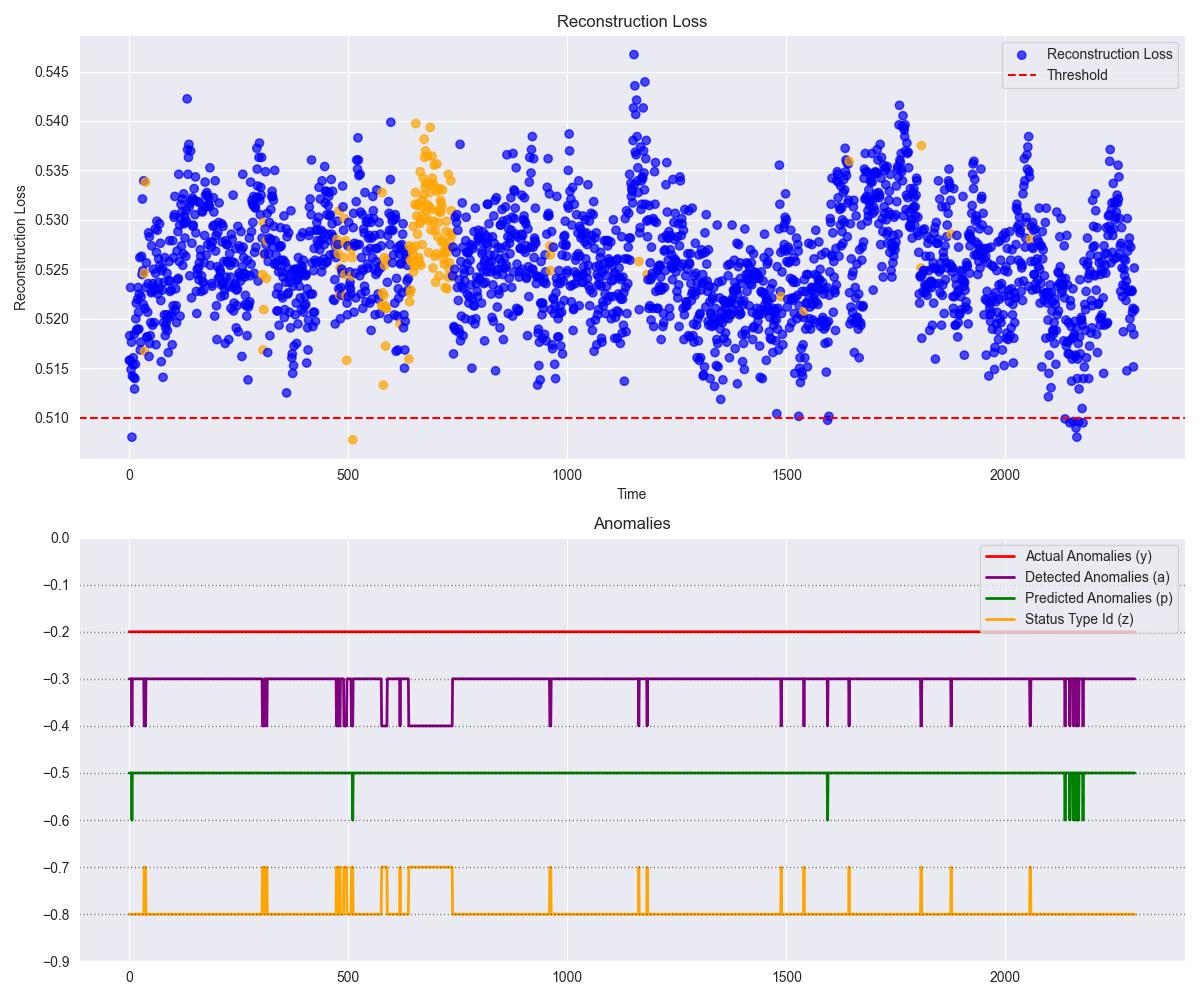 Reconstruction Loss
Reconstruction Loss
Threshold
Reconstruction Loss
0.545
0.540
0.535
0.530
0.525
0.520
0.515
0.510
0
500
1000
1500
2000
Time
Anomalies
Actual Anomalies (y)
Detected Anomalies (a)
Predicted Anomalies (p)
Status Type Id (z)
0.0
−0.1
−0.2
−0.3
−0.4
−0.5
−0.6
−0.7
−0.8
−0.9
0
500
1000
1500
2000